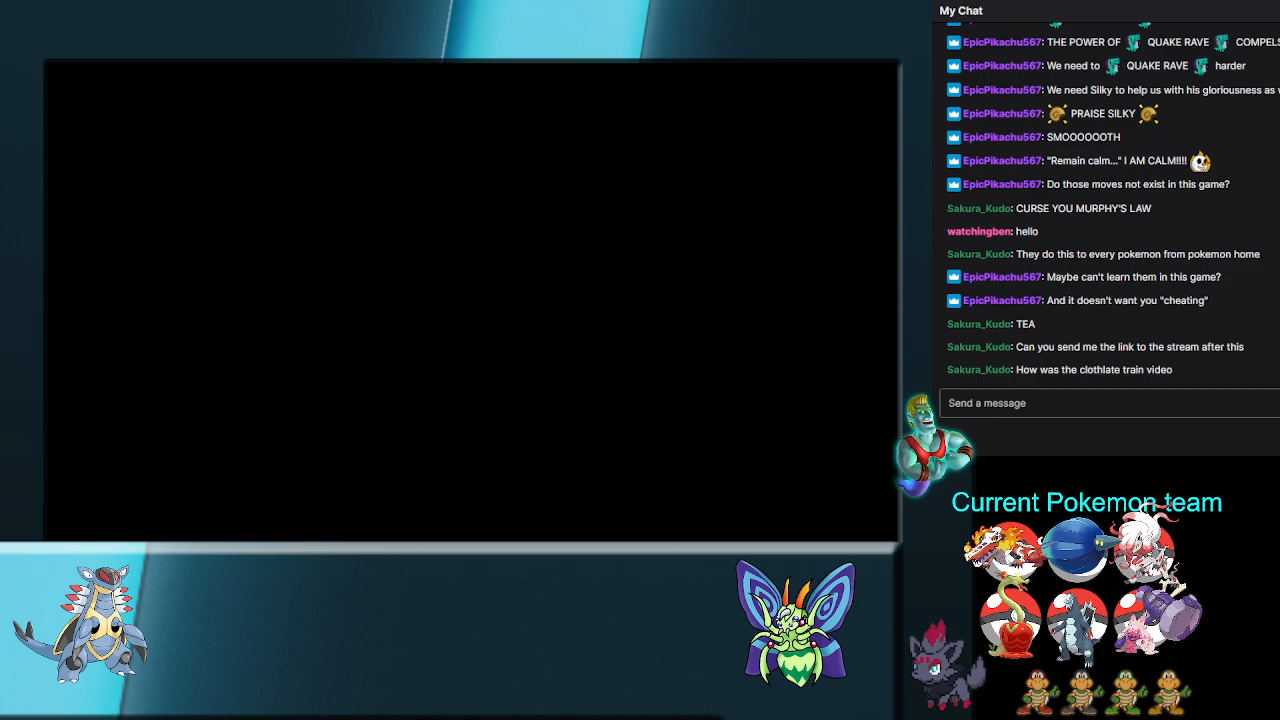 My Chat
EpicPikachu567: THE POWER OF QUAKE RAVE COMPELS
EpicPikachu567: We need to QUAKE RAVE harder
EpicPikachu567: We need Silky to help us with his gloriousness as
EpicPikachu567: PRAISE SILKY
EpicPikachu567: SMOOOOOOTH
EpicPikachu567: "Remain calm..." I AM CALM!!!!
EpicPikachu567: Do those moves not exist in this game?
Sakura_Kudo: CURSE YOU MURPHY'S LAW
watchingben: hello
Sakura_Kudo: They do this to every pokemon from pokemon home
EpicPikachu567: Maybe can't learn them in this game?
EpicPikachu567: And it doesn't want you "cheating"
Sakura_Kudo: TEA
Sakura_Kudo: Can you send me the link to the stream after this
Sakura_Kudo: How was the clothlate train video
Send a message
Current Pokemon team